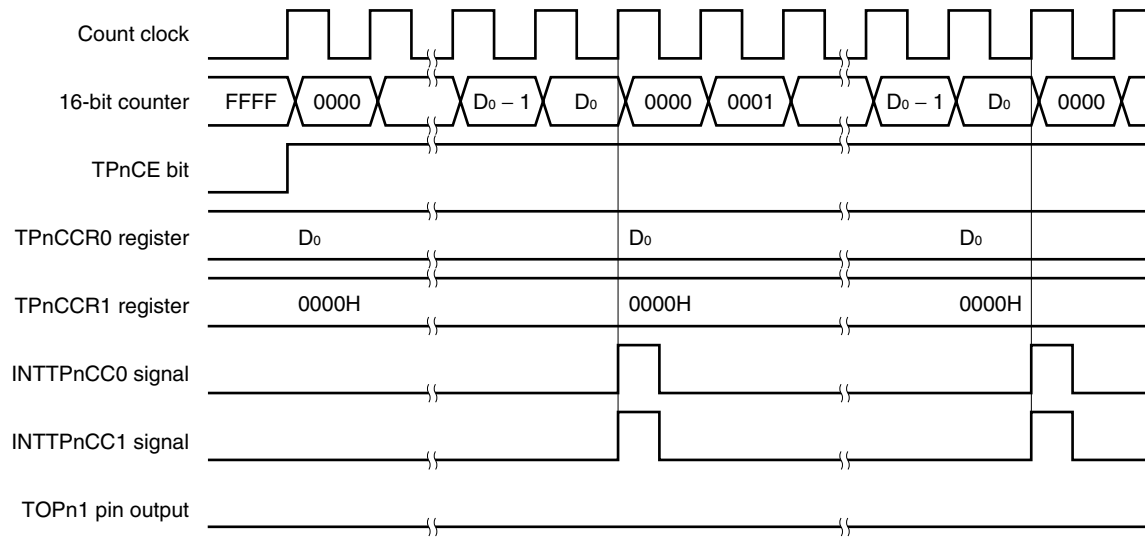 Count clock
16-bit counter FFFF 0000 D₀ − 1 D₀ 0000 0001 D₀ − 1 D₀ 0000
TPnCE bit
TPnCCR0 register D₀ D₀ D₀
TPnCCR1 register 0000H 0000H 0000H
INTTPnCC0 signal
INTTPnCC1 signal
TOPn1 pin output